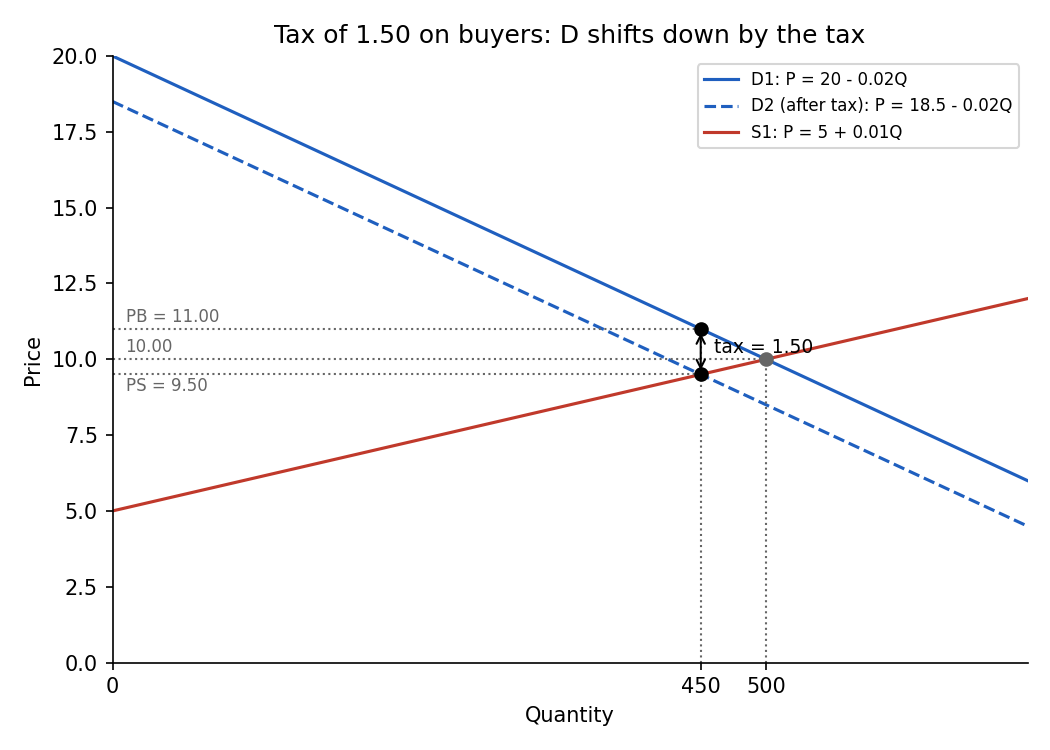 Tax of 1.50 on buyers: D shifts down by the tax
D1: P = 20 - 0.02Q
D2 (after tax): P = 18.5 - 0.02Q
S1: P = 5 + 0.01Q
Price
20.0
17.5
15.0
12.5
10.0
7.5
5.0
2.5
0.0
PB = 11.00
10.00
PS = 9.50
tax = 1.50
0
450
500
Quantity